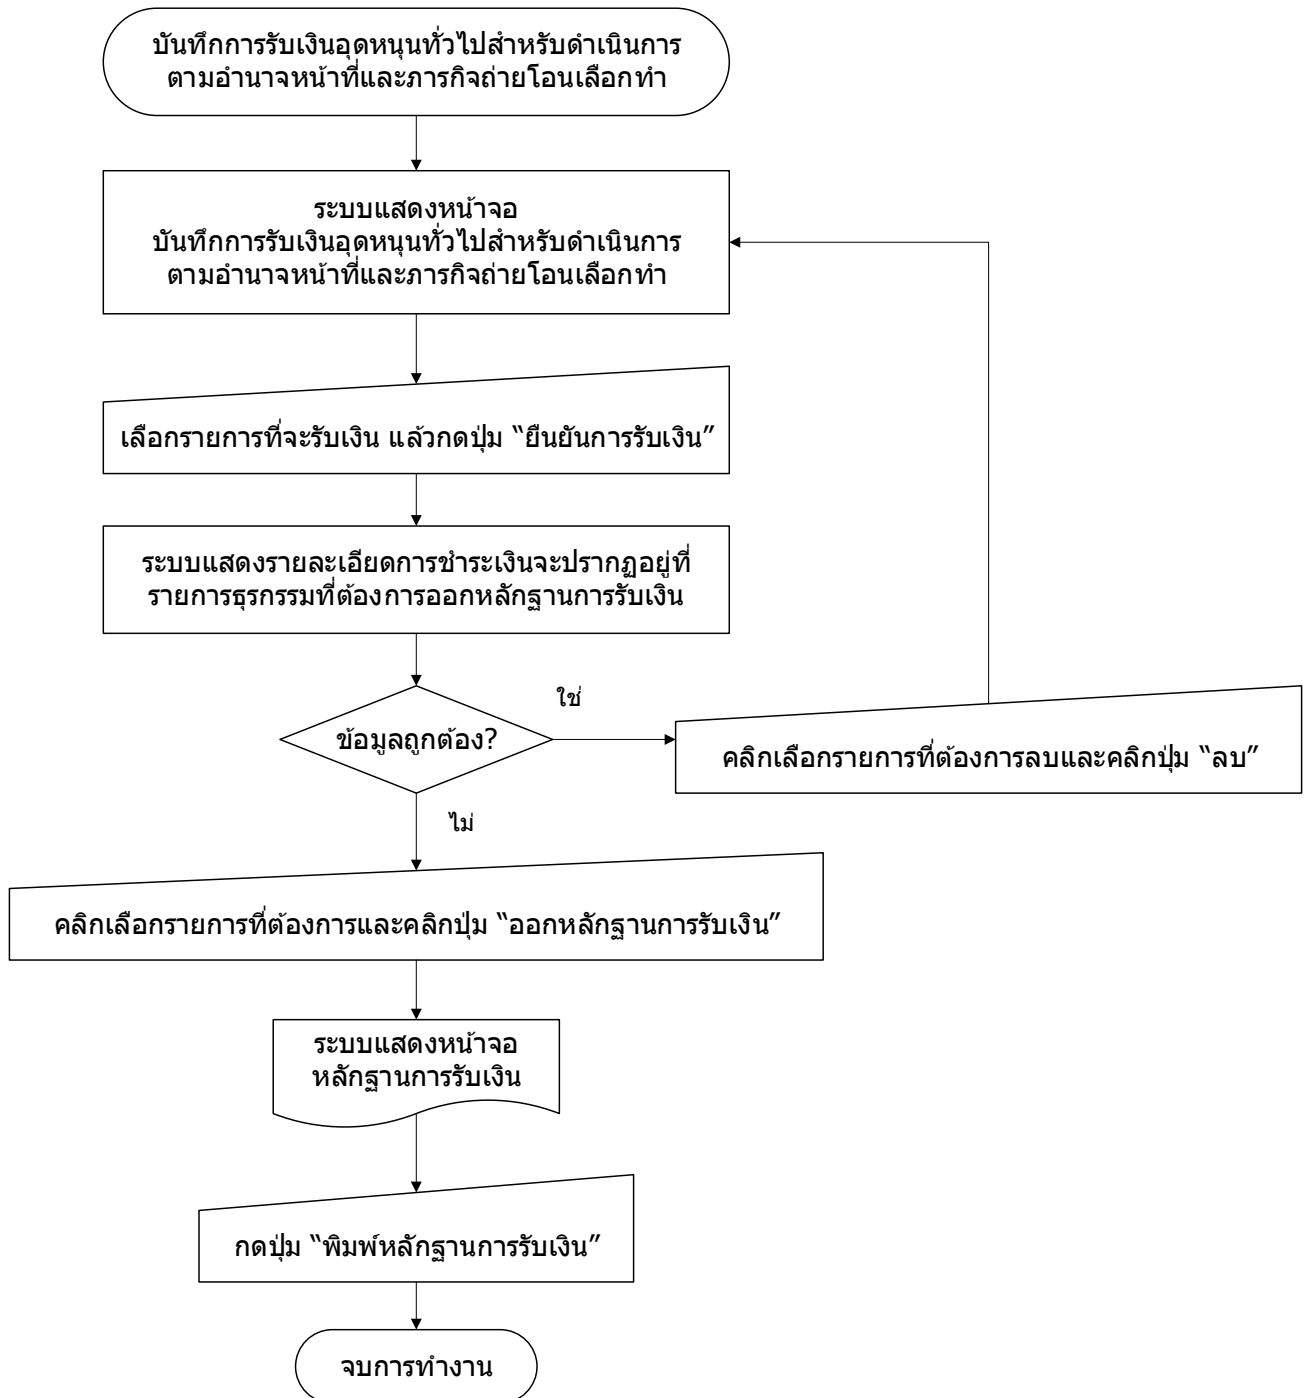 บันทึกการรับเงินอุดหนุนทั่วไปสำหรับดำเนินการ
ตามอำนาจหน้าที่และภารกิจถ่ายโอนเลือกทำ
ระบบแสดงหน้าจอ
บันทึกการรับเงินอุดหนุนทั่วไปสำหรับดำเนินการ
ตามอำนาจหน้าที่และภารกิจถ่ายโอนเลือกทำ
เลือกรายการที่จะรับเงิน แล้วกดปุ่ม “ยืนยันการรับเงิน”
ระบบแสดงรายละเอียดการชำระเงินจะปรากฏอยู่ที่
รายการธุรกรรมที่ต้องการออกหลักฐานการรับเงิน
ข้อมูลถูกต้อง?
ใช่
คลิกเลือกรายการที่ต้องการลบและคลิกปุ่ม “ลบ”
ไม่
คลิกเลือกรายการที่ต้องการและคลิกปุ่ม “ออกหลักฐานการรับเงิน”
ระบบแสดงหน้าจอ
หลักฐานการรับเงิน
กดปุ่ม “พิมพ์หลักฐานการรับเงิน”
จบการทำงาน